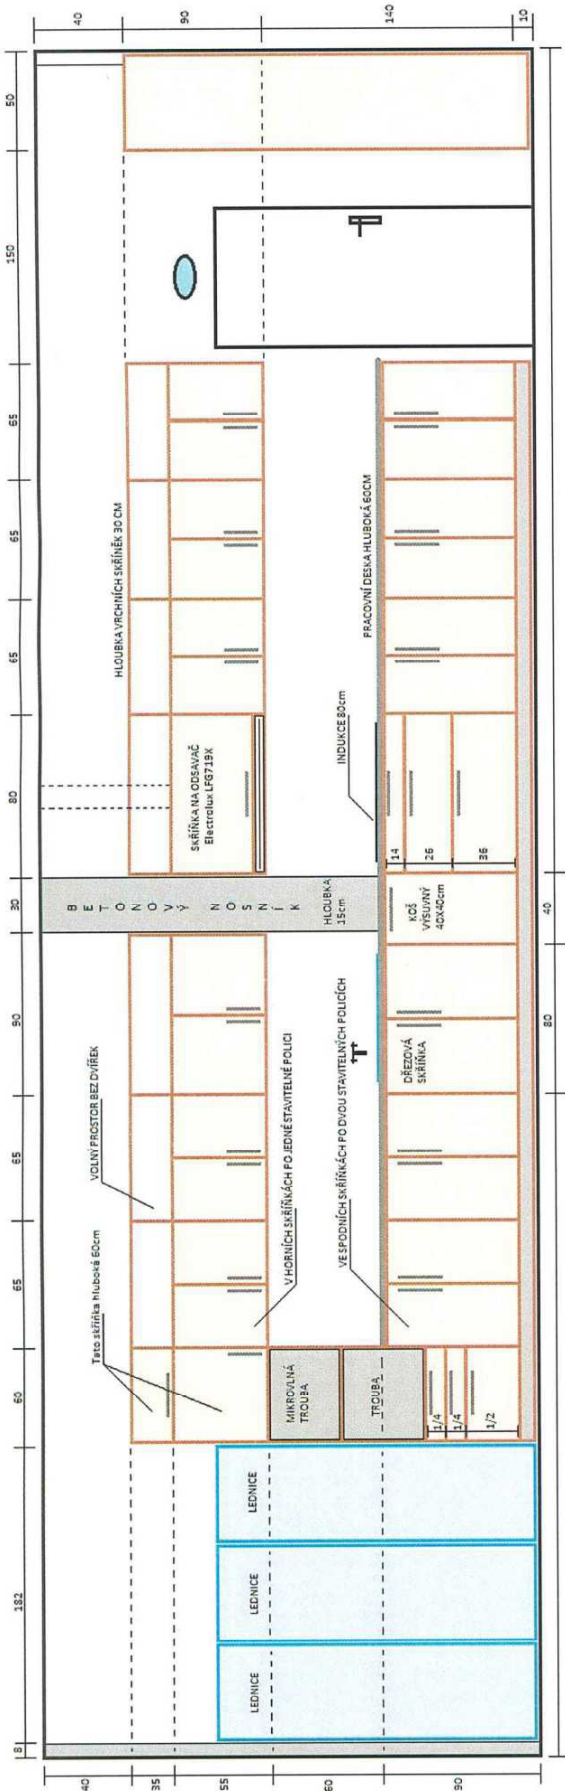 8
182
60
65
65
90
30
80
65
65
65
150
50
40
90
140
10
Tato skříňka hluboká 60cm
VOLNÝ PROSTOR BEZ DVÍŘEK
HLOUBKA VRCHNÍCH SKŘÍNĚK 30 CM
BETONOVÝ NOSNÍK
HLOUBKA
15cm
SKŘÍŇKA NA ODSAVAČ
Electrolux LFG719X
V HORNÍCH SKŘÍŇKÁCH PO JEDNÉ STAVITELNÉ POLICI
VE SPODNÍCH SKŘÍŇKÁCH PO DVOU STAVITELNÝCH POLICÍCH
INDUKCE 80cm
PRACOVNÍ DESKA HLUBOKÁ 60CM
LEDNICE
LEDNICE
LEDNICE
MIKROVLNÁ
TROUBA
TROUBA
1/4
1/4
1/2
DŘEZOVÁ
SKŘÍŇKA
KOŠ
VÝSUVNÝ
40X40cm
14
26
36
80
40
40
35
55
60
90